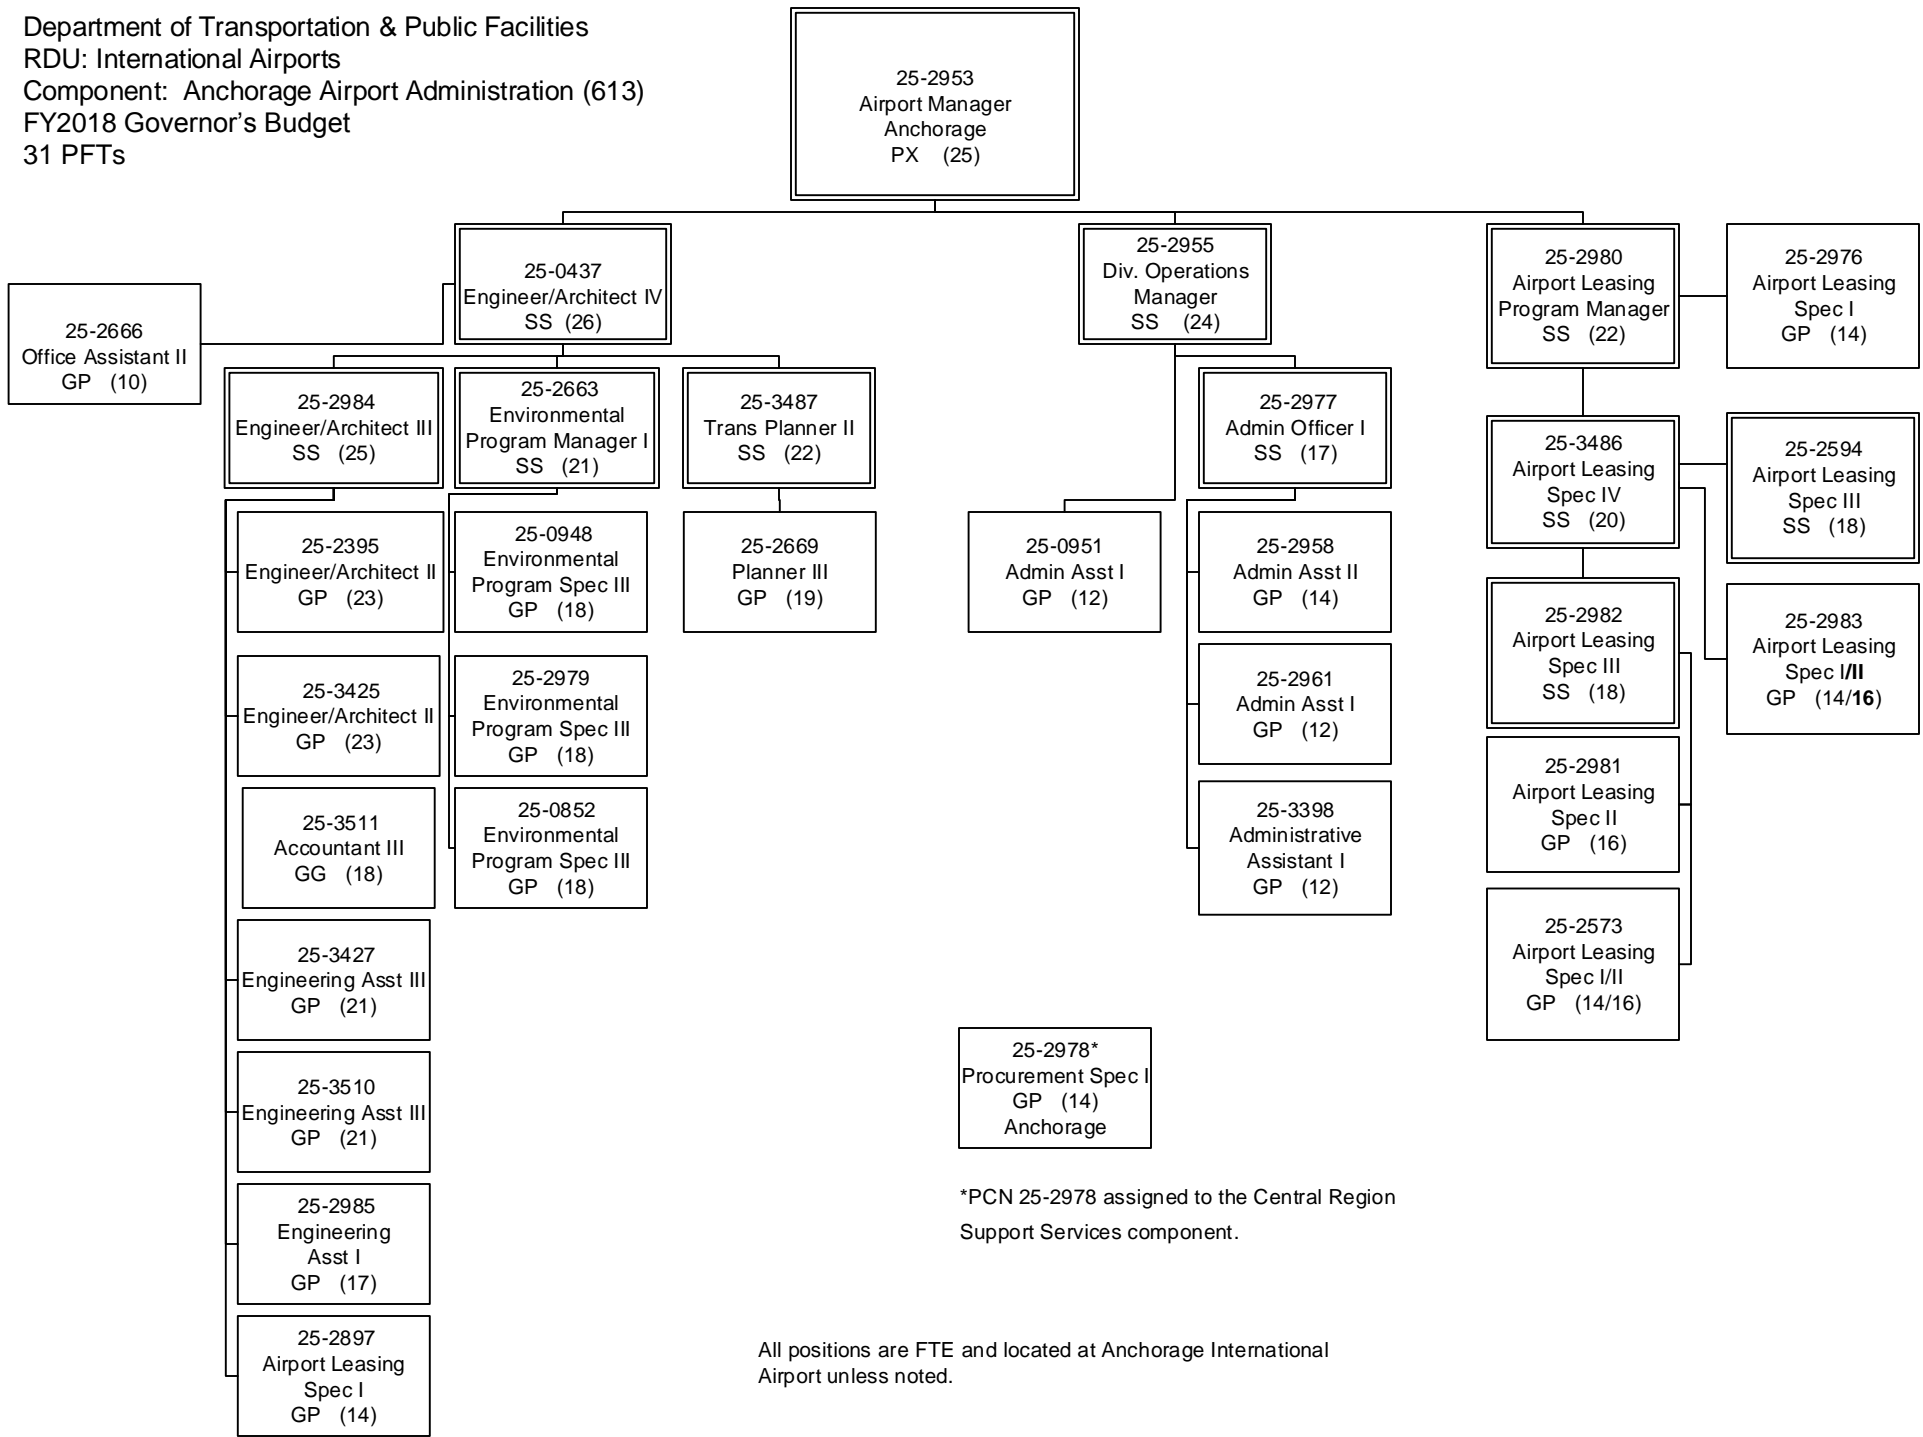 Department of Transportation & Public Facilities
RDU: International Airports
Component:  Anchorage Airport Administration (613)
FY2018 Governor’s Budget
31 PFTs
25-2953
Airport Manager
Anchorage
PX (25)
25-0437
Engineer/Architect IV
SS (26)
25-2955
Div. Operations
Manager
SS (24)
25-2980
Airport Leasing
Program Manager
SS (22)
25-2976
Airport Leasing
Spec I
GP (14)
25-2666
Office Assistant II
GP (10)
25-2984
Engineer/Architect III
SS (25)
25-2663
Environmental
Program Manager I
SS (21)
25-3487
Trans Planner II
SS (22)
25-2977
Admin Officer I
SS (17)
25-3486
Airport Leasing
Spec IV
SS (20)
25-2594
Airport Leasing
Spec III
SS (18)
25-2395
Engineer/Architect II
GP (23)
25-0948
Environmental
Program Spec III
GP (18)
25-2669
Planner III
GP (19)
25-0951
Admin Asst I
GP (12)
25-2958
Admin Asst II
GP (14)
25-2982
Airport Leasing
Spec III
SS (18)
25-2983
Airport Leasing
Spec I/II
GP (14/16)
25-3425
Engineer/Architect II
GP (23)
25-2979
Environmental
Program Spec III
GP (18)
25-2961
Admin Asst I
GP (12)
25-2981
Airport Leasing
Spec II
GP (16)
25-3511
Accountant III
GG (18)
25-0852
Environmental
Program Spec III
GP (18)
25-3398
Administrative
Assistant I
GP (12)
25-2573
Airport Leasing
Spec I/II
GP (14/16)
25-3427
Engineering Asst III
GP (21)
25-2978*
Procurement Spec I
GP (14)
Anchorage
25-3510
Engineering Asst III
GP (21)
*PCN 25-2978 assigned to the Central Region
Support Services component.
25-2985
Engineering
Asst I
GP (17)
25-2897
Airport Leasing
Spec I
GP (14)
All positions are FTE and located at Anchorage International
Airport unless noted.